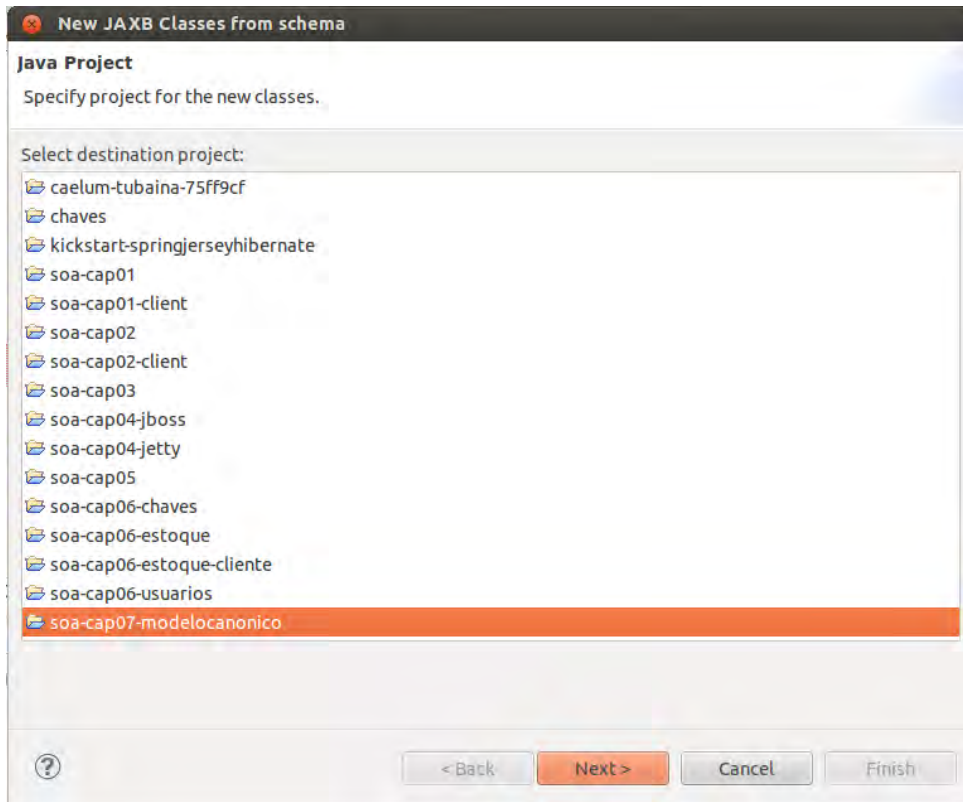 New JAXB Classes from schema
Java Project
Specify project for the new classes.
Select destination project:
caelum-tubaina-75ff9cf
chaves
kickstart-springjerseyhibernate
soa-cap01
soa-cap01-client
soa-cap02
soa-cap02-client
soa-cap03
soa-cap04-jboss
soa-cap04-jetty
soa-cap05
soa-cap06-chaves
soa-cap06-estoque
soa-cap06-estoque-cliente
soa-cap06-usuarios
soa-cap07-modelocanonico
? < Back Next > Cancel Finish